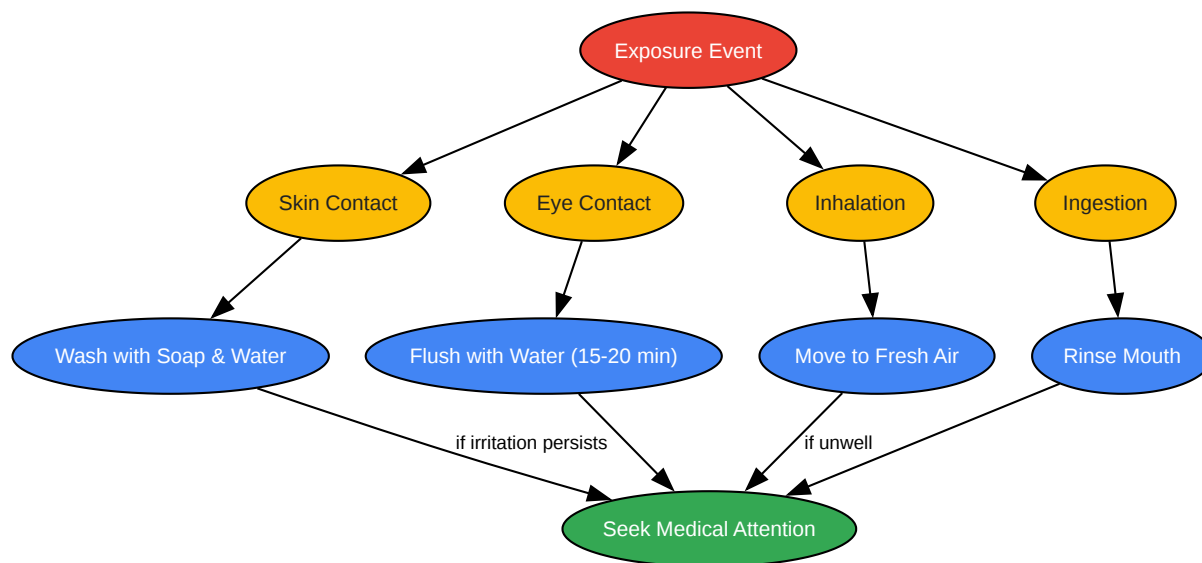 Exposure Event
Skin Contact
Eye Contact
Inhalation
Ingestion
Wash with Soap & Water
Flush with Water (15-20 min)
Move to Fresh Air
Rinse Mouth
if irritation persists
if unwell
Seek Medical Attention